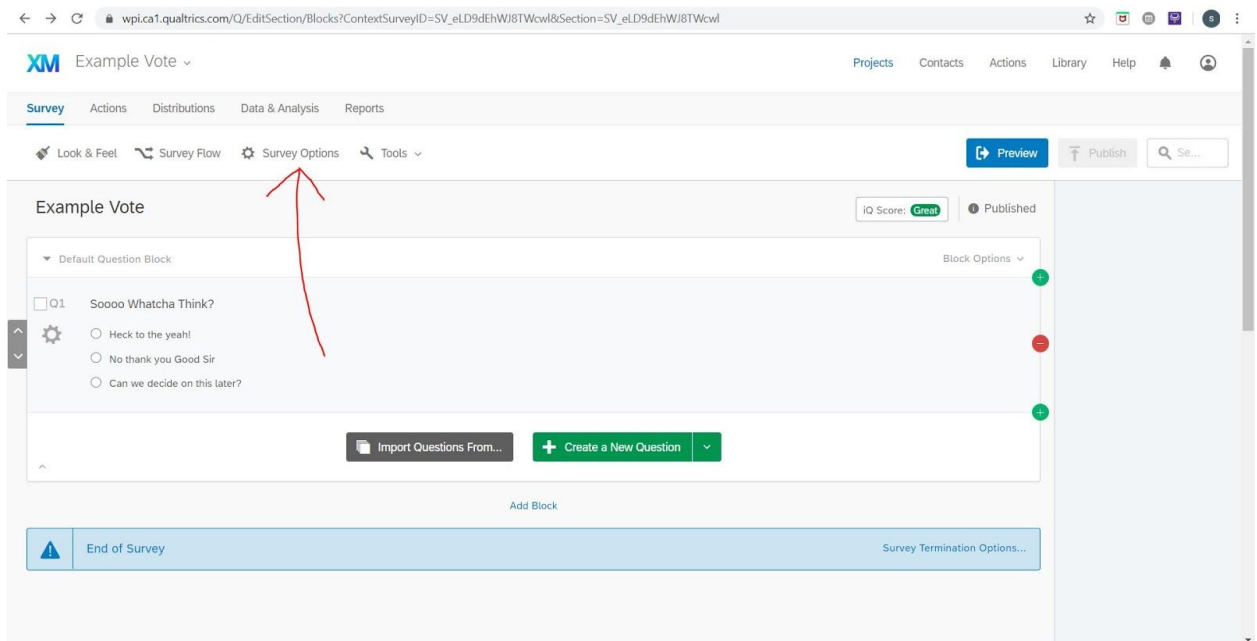 wpi.ca1.qualtrics.com/Q/EditSection/Blocks?ContextSurveyID=SV_eLD9dEhWJ8TWcwl&Section=SV_eLD9dEhWJ8TWcwl
S
XM Example Vote Projects Contacts Actions Library Help
Survey Actions Distributions Data & Analysis Reports
Look & Feel Survey Flow Survey Options Tools Preview Publish Se...
Example Vote iQ Score: Great Published
Default Question Block Block Options
Q1 Soooo Whatcha Think?
Heck to the yeah!
No thank you Good Sir
Can we decide on this later?
Import Questions From... Create a New Question
Add Block
End of Survey Survey Termination Options...